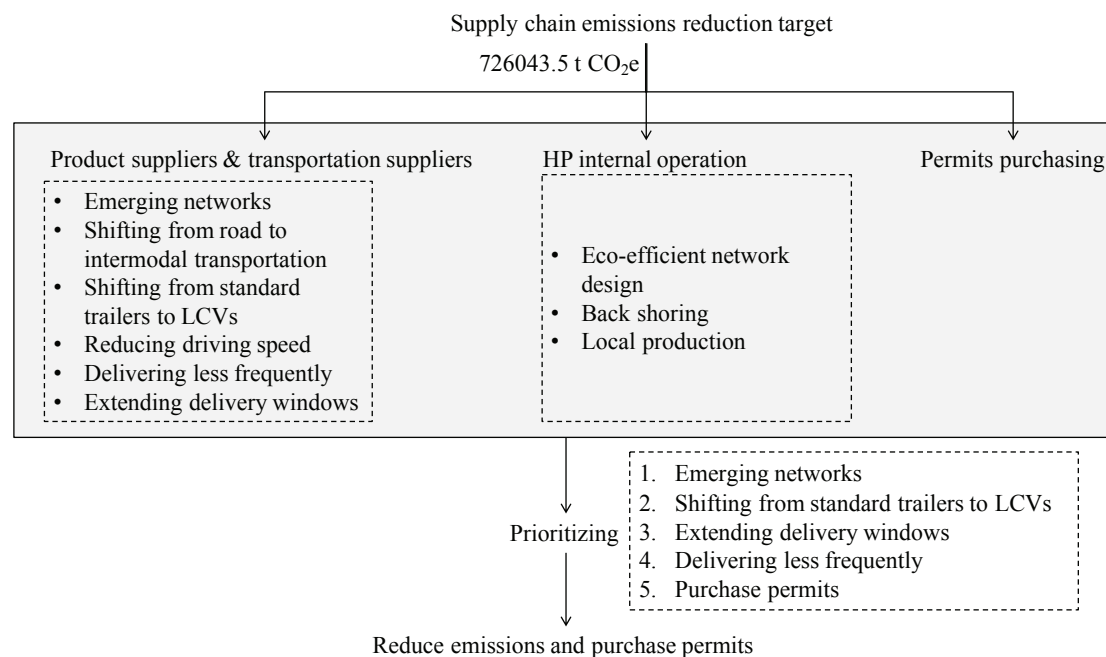 Supply chain emissions reduction target
726043.5 t CO₂e
Product suppliers & transportation suppliers
• Emerging networks
• Shifting from road to
intermodal transportation
• Shifting from standard
trailers to LCVs
• Reducing driving speed
• Delivering less frequently
• Extending delivery windows
HP internal operation
• Eco-efficient network
design
• Back shoring
• Local production
Permits purchasing
Prioritizing
1. Emerging networks
2. Shifting from standard trailers to LCVs
3. Extending delivery windows
4. Delivering less frequently
5. Purchase permits
Reduce emissions and purchase permits